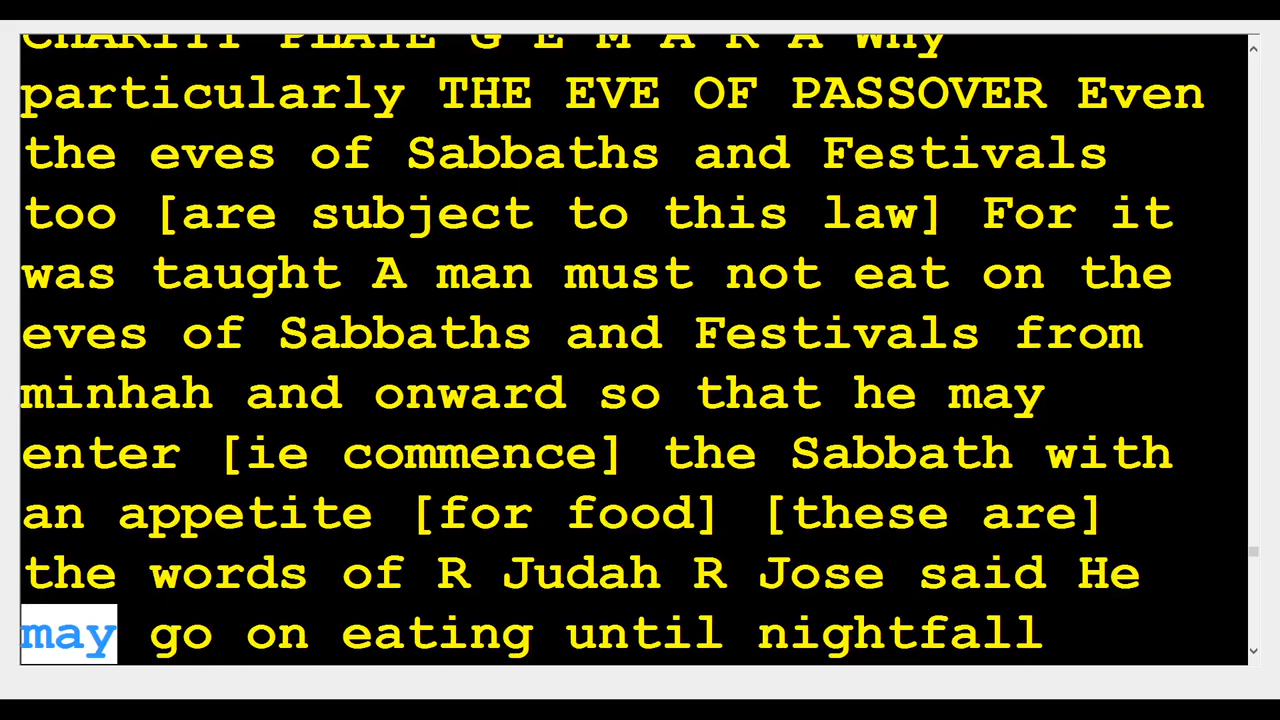 CHARITY PLATE G E M A R A Why
particularly THE EVE OF PASSOVER Even
the eves of Sabbaths and Festivals
too [are subject to this law] For it
was taught A man must not eat on the
eves of Sabbaths and Festivals from
minhah and onward so that he may
enter [ie commence] the Sabbath with
an appetite [for food] [these are]
the words of R Judah R Jose said He
may go on eating until nightfall